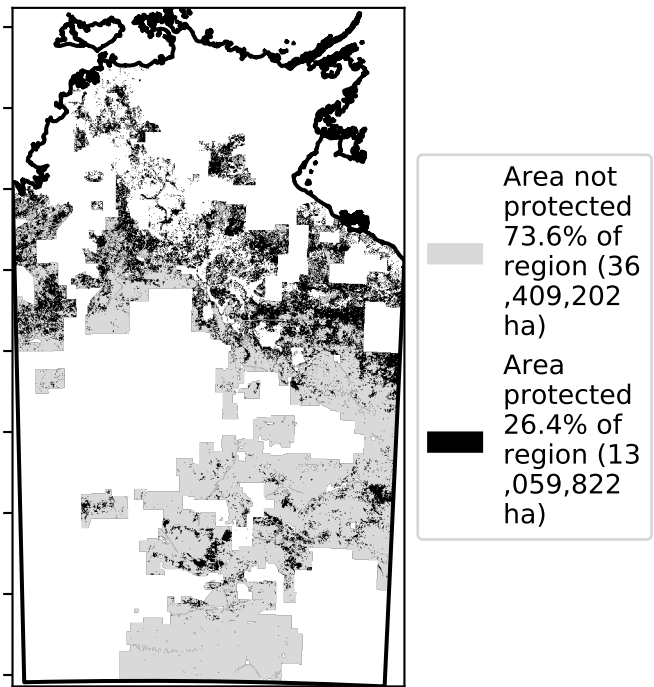 Area not
protected
73.6% of
region (36
,409,202
ha)
Area
protected
26.4% of
region (13
,059,822
ha)